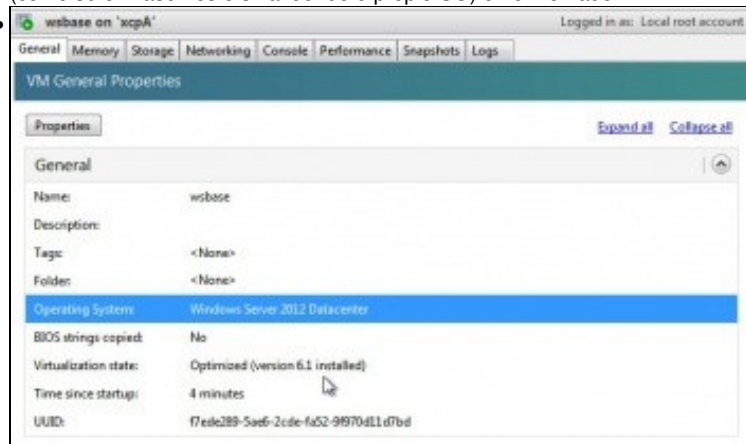 wsbase on 'xcpA' Logged in as: Local root account
General Memory Storage Networking Console Performance Snapshots Logs
VM General Properties
Properties Expand all Collapse all
General
Name: wsbase
Description:
Tags: <None>
Folder: <None>
Operating System: Windows Server 2012 Datacenter
BIOS strings copied: No
Virtualization state: Optimized (version 6.1 installed)
Time since startup: 4 minutes
UUID: f7ede289-5ae6-2cde-fa52-9f970d11d7bd